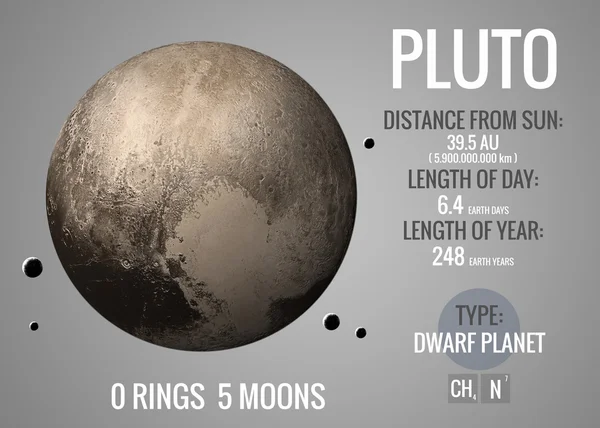 PLUTO
DISTANCE FROM SUN:
39.5 AU
( 5.900.000.000 km )
LENGTH OF DAY:
6.4 EARTH DAYS
LENGTH OF YEAR:
248 EARTH YEARS
TYPE:
DWARF PLANET
CH₄ N⁷
0 RINGS 5 MOONS